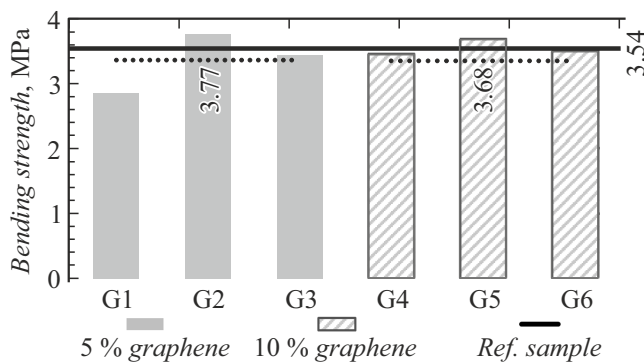 Bending strength, MPa
4
3
2
1
0
3.77
3.68
3.54
G1 G2 G3 G4 G5 G6
5 % graphene 10 % graphene Ref. sample